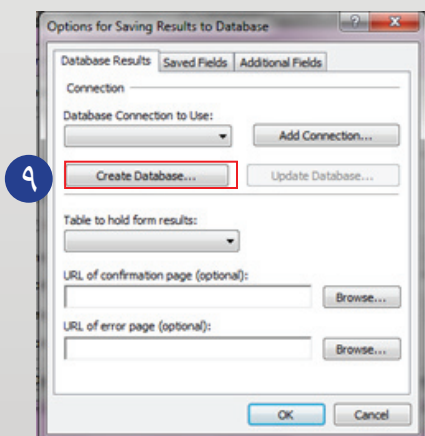 Options for Saving Results to Database
Database Results Saved Fields Additional Fields
Connection
Database Connection to Use:
Add Connection...
٩ Create Database... Update Database...
Table to hold form results:
URL of confirmation page (optional):
Browse...
URL of error page (optional):
Browse...
OK Cancel